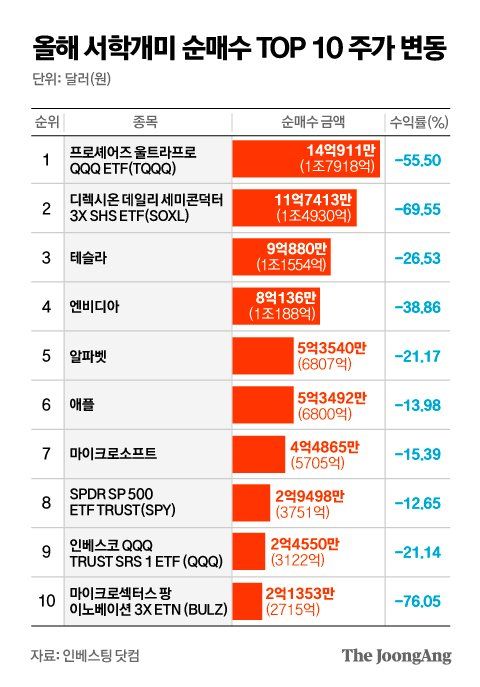 올해 서학개미 순매수 TOP 10 주가 변동
단위: 달러(원)
순위 종목 순매수 금액 수익률(%)
1 프로셰어즈 울트라프로 14억911만 -55.50
QQQ ETF(TQQQ) (1조7918억)
2 디렉시온 데일리 세미콘덕터 11억7413만 -69.55
3X SHS ETF(SOXL) (1조4930억)
3 테슬라 9억880만 -26.53
(1조1554억)
4 엔비디아 8억136만 -38.86
(1조188억)
5 알파벳 5억3540만 -21.17
(6807억)
6 애플 5억3492만 -13.98
(6800억)
7 마이크로소프트 4억4865만 -15.39
(5705억)
8 SPDR SP 500 2억9498만 -12.65
ETF TRUST(SPY) (3751억)
9 인베스코 QQQ 2억4550만 -21.14
TRUST SRS 1 ETF (QQQ) (3122억)
10 마이크로섹터스 팡 2억1353만 -76.05
이노베이션 3X ETN (BULZ) (2715억)
자료: 인베스팅 닷컴 The JoongAng